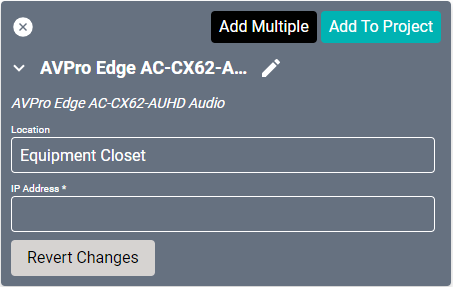 Add Multiple
Add To Project
AVPro Edge AC-CX62-A...
AVPro Edge AC-CX62-AUHD Audio
Location
Equipment Closet
IP Address *
Revert Changes